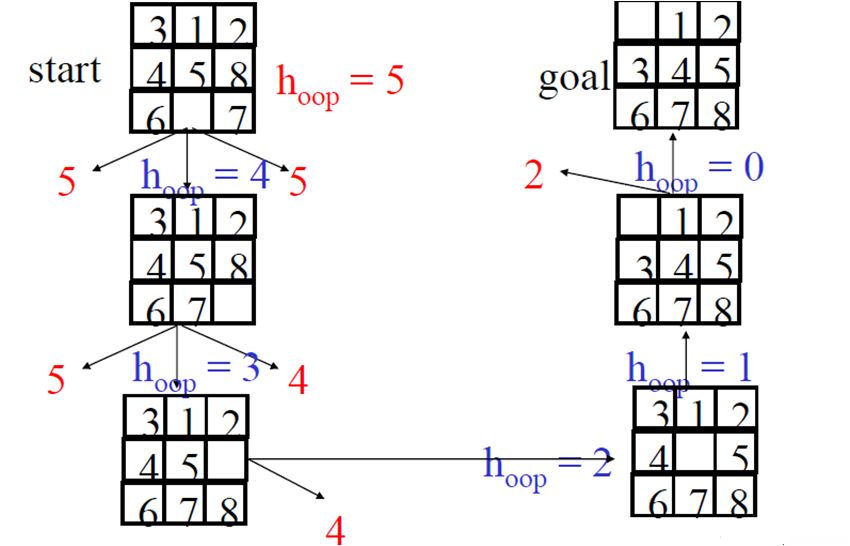 start
3 1 2
4 5 8
6 7
h_oop = 5
5
h_oop = 4
5
3 1 2
4 5 8
6 7
5
h_oop = 3
4
3 1 2
4 5
6 7 8
4
h_oop = 2
3 1 2
4 5
6 7 8
h_oop = 1
1 2
3 4 5
6 7 8
2
h_oop = 0
goal
1 2
3 4 5
6 7 8